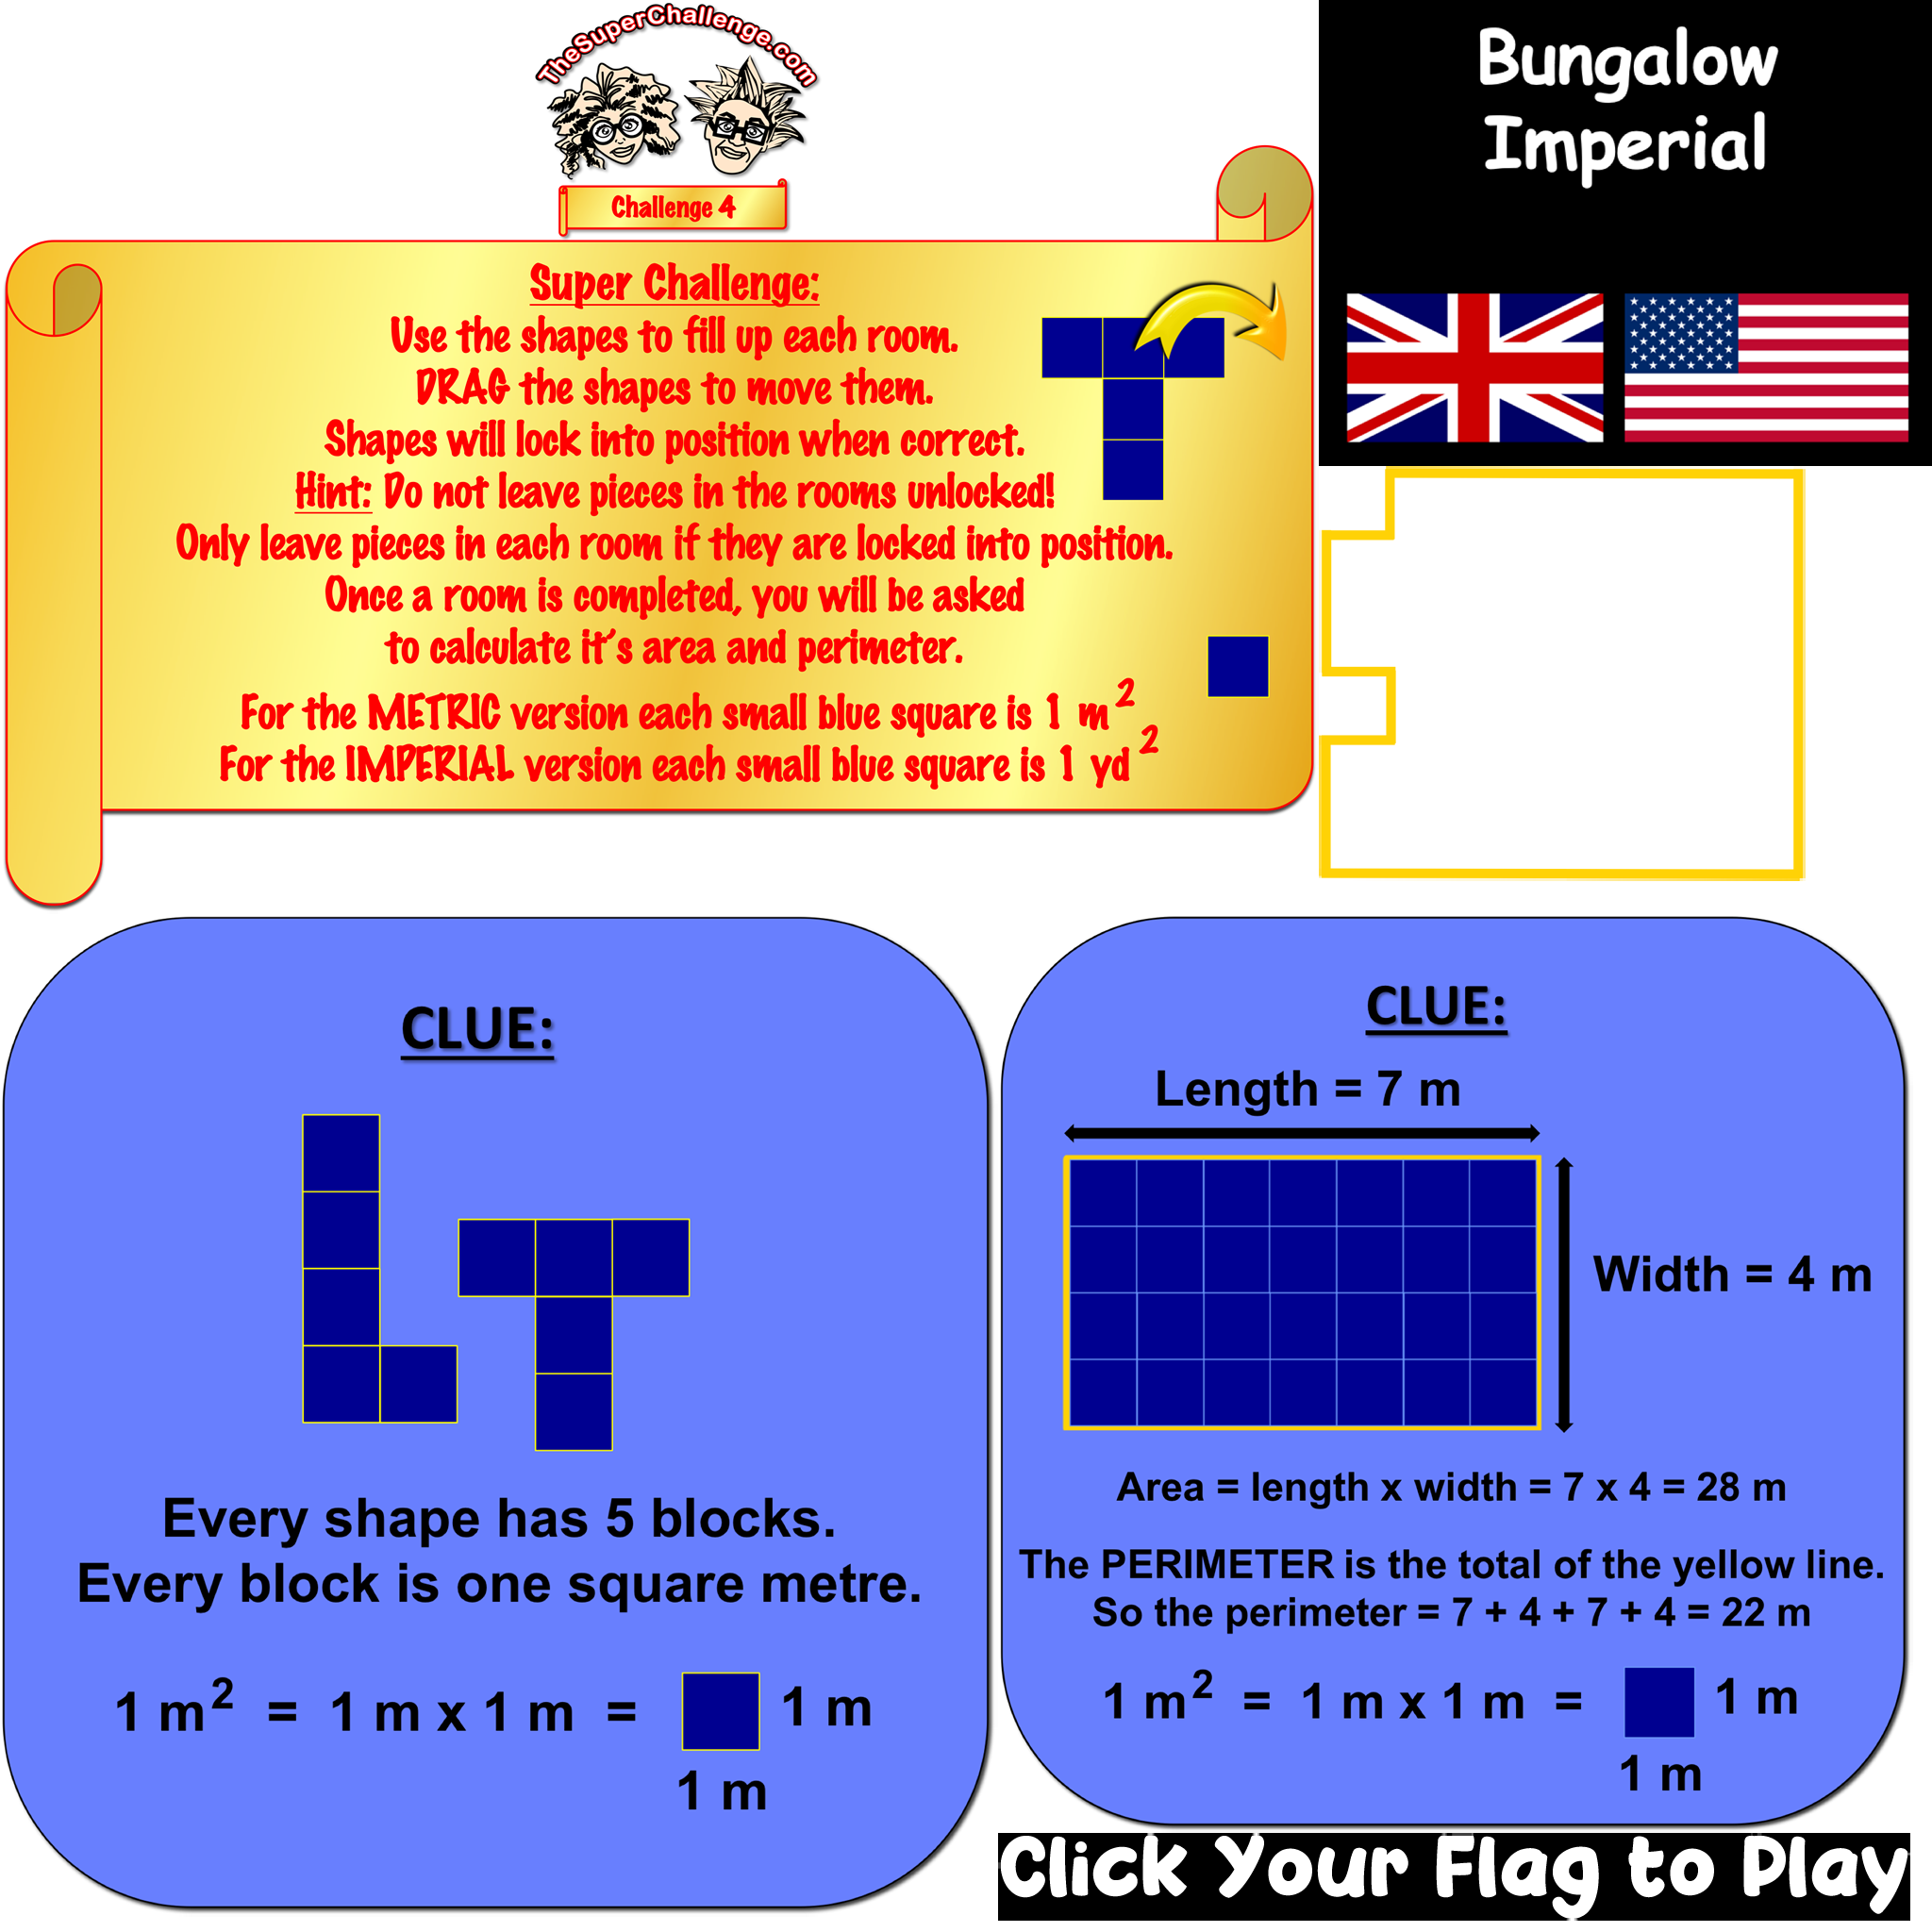 TheSuperChallenge.com
Challenge 4
Super Challenge:
Use the shapes to fill up each room.
DRAG the shapes to move them.
Shapes will lock into position when correct.
Hint: Do not leave pieces in the rooms unlocked!
Only leave pieces in each room if they are locked into position.
Once a room is completed, you will be asked
to calculate it's area and perimeter.
For the METRIC version each small blue square is 1 m²
For the IMPERIAL version each small blue square is 1 yd²
Bungalow
Imperial
CLUE:
Every shape has 5 blocks.
Every block is one square metre.
1 m² = 1 m x 1 m = 1 m
1 m
CLUE:
Length = 7 m
Width = 4 m
Area = length x width = 7 x 4 = 28 m
The PERIMETER is the total of the yellow line.
So the perimeter = 7 + 4 + 7 + 4 = 22 m
1 m² = 1 m x 1 m = 1 m
1 m
Click Your Flag to Play